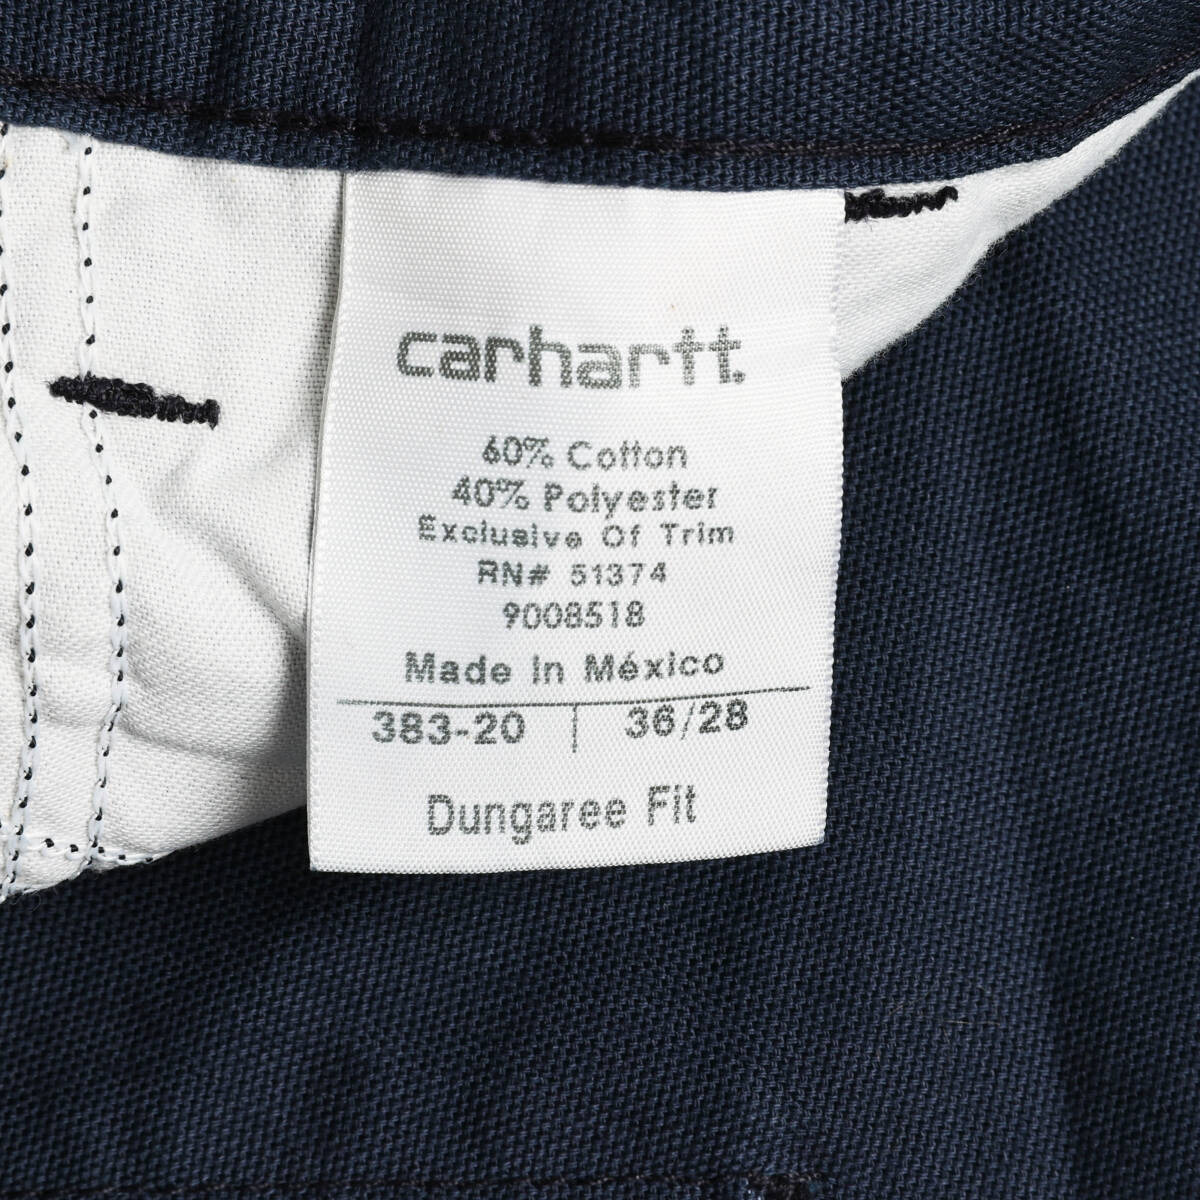 carhartt.
60% Cotton
40% Polyester
Exclusive Of Trim
RN# 51374
9008518
Made In México
383-20 | 36/28
Dungaree Fit